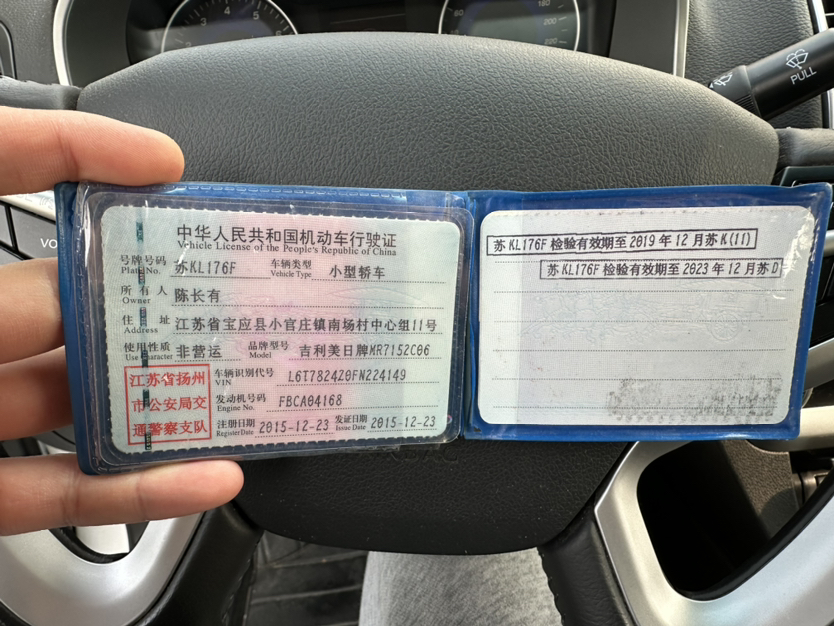 中华人民共和国机动车行驶证
Vehicle License of the People's Republic of China
号牌号码 苏KL176F 车辆类型 小型轿车
Plate No. Vehicle Type
所有人 陈长有
Owner
住址 江苏省宝应县小官庄镇南场村中心组11号
Address
使用性质 非营运 品牌型号 吉利美日牌MR7152C06
Use Character Model
车辆识别代号 L6T7824Z0FN224149
VIN
发动机号码 FBCA04168
Engine No.
注册日期 2015-12-23 发证日期 2015-12-23
Register Date Issue Date
江苏省扬州
市公安局交
通警察支队
苏KL176F 检验有效期至2019年12月苏K(11)
苏KL176F 检验有效期至2023年12月苏D
PULL
VO
4
5
80
200
220